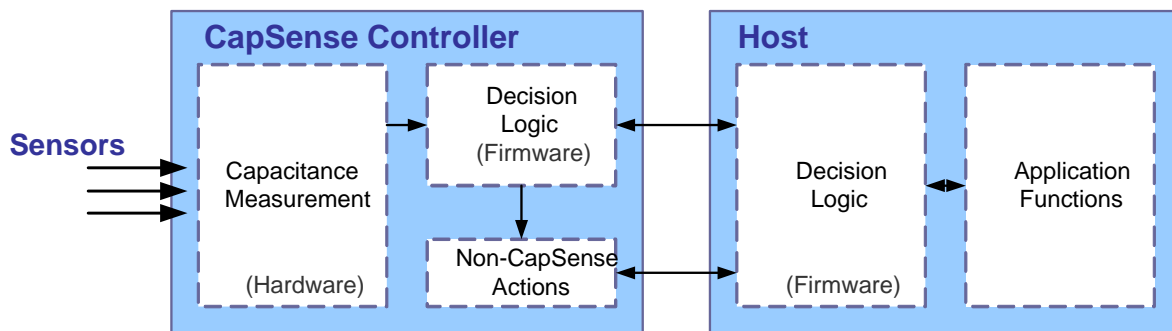 CapSense Controller
Host
Sensors
Capacitance
Measurement
(Hardware)
Decision
Logic
(Firmware)
Non-CapSense
Actions
Decision
Logic
(Firmware)
Application
Functions